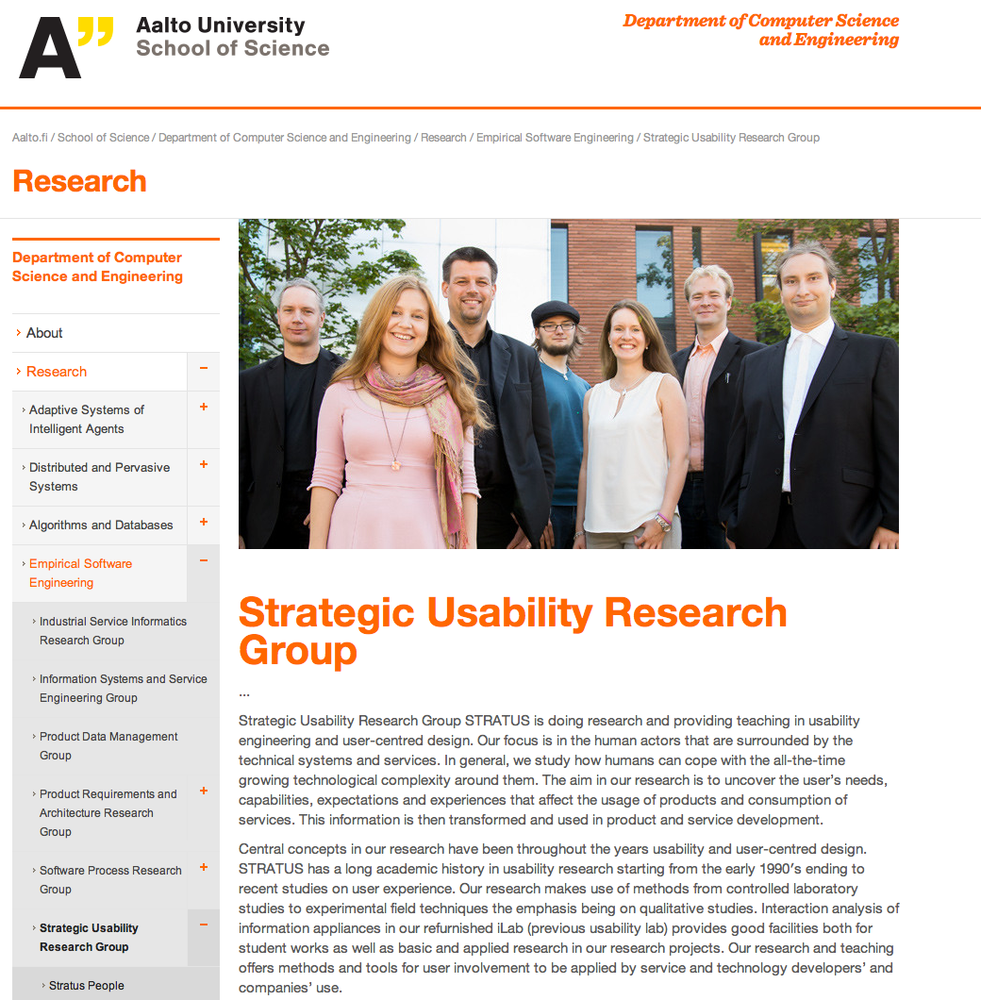 Aalto University
School of Science
Department of Computer Science
and Engineering
Aalto.fi / School of Science / Department of Computer Science and Engineering / Research / Empirical Software Engineering / Strategic Usability Research Group
Research
Department of Computer
Science and Engineering
› About
› Research −
› Adaptive Systems of +
Intelligent Agents
› Distributed and Pervasive +
Systems
› Algorithms and Databases +
› Empirical Software −
Engineering
› Industrial Service Informatics
Research Group
› Information Systems and Service
Engineering Group
› Product Data Management
Group
› Product Requirements and +
Architecture Research
Group
› Software Process Research +
Group
› Strategic Usability −
Research Group
› Stratus People
Strategic Usability Research
Group
...
Strategic Usability Research Group STRATUS is doing research and providing teaching in usability
engineering and user-centred design. Our focus is in the human actors that are surrounded by the
technical systems and services. In general, we study how humans can cope with the all-the-time
growing technological complexity around them. The aim in our research is to uncover the user's needs,
capabilities, expectations and experiences that affect the usage of products and consumption of
services. This information is then transformed and used in product and service development.
Central concepts in our research have been throughout the years usability and user-centred design.
STRATUS has a long academic history in usability research starting from the early 1990′s ending to
recent studies on user experience. Our research makes use of methods from controlled laboratory
studies to experimental field techniques the emphasis being on qualitative studies. Interaction analysis of
information appliances in our refurnished iLab (previous usability lab) provides good facilities both for
student works as well as basic and applied research in our research projects. Our research and teaching
offers methods and tools for user involvement to be applied by service and technology developers' and
companies' use.